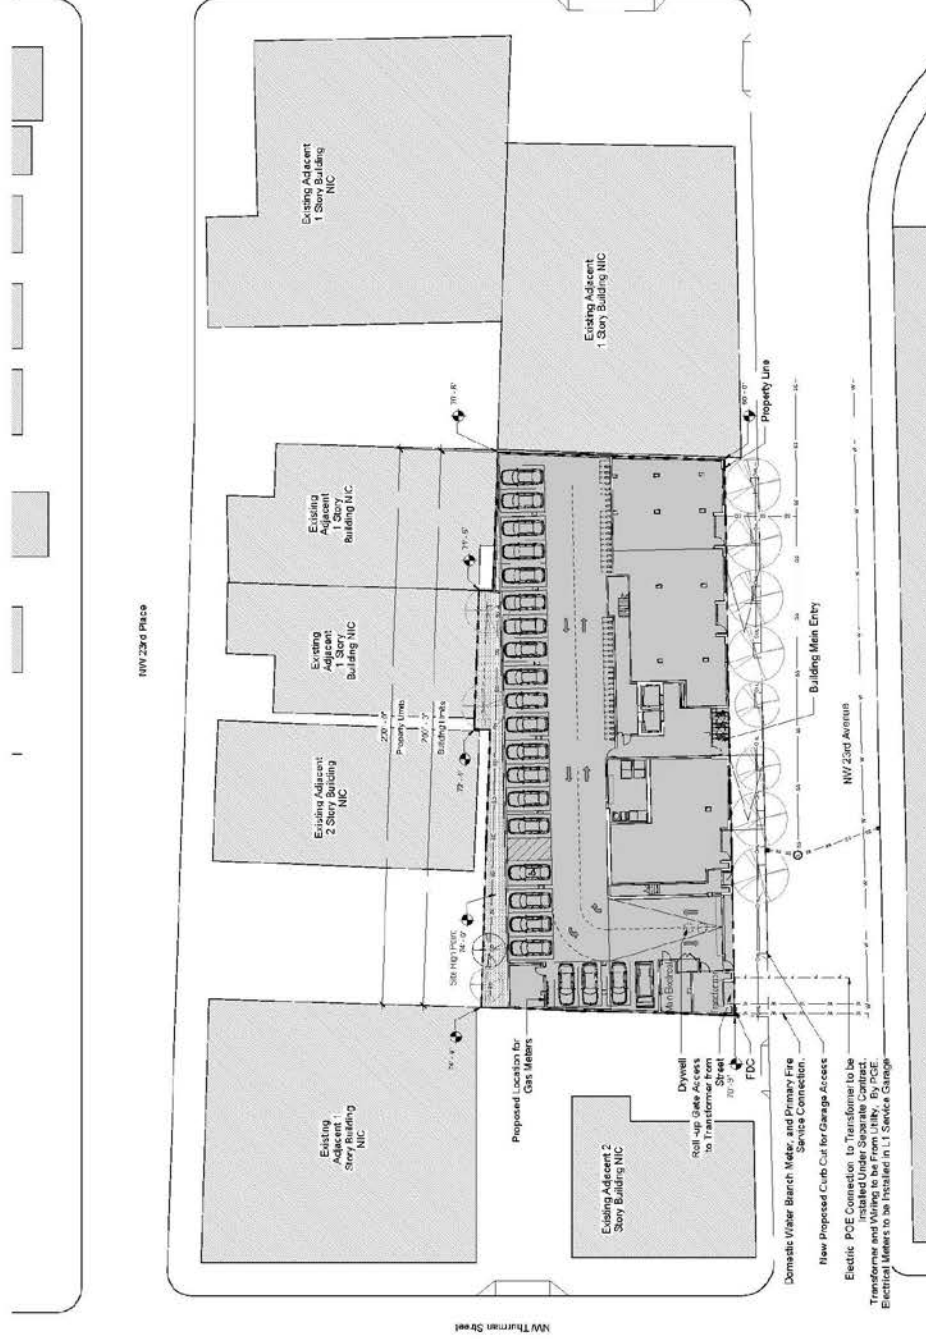 NW 23rd Place
Existing Adjacent
1 Story Building
NIC
Existing Adjacent
1 Story Building NIC
Existing
Adjacent
1 Story
Building NIC
Existing
Adjacent
1 Story
Building NIC
Existing Adjacent
2 Story Building
NIC
Existing
Adjacent 1
Story Building
NIC
Existing Adjacent 2
Story Building NIC
Property Limits
Building Limits
Site High Point
Property Line
Building Main Entry
NW 23rd Avenue
Proposed Location for
Gas Meters
Main Electrical
Transformer
Drywell
Roll-up Gate Access
to Transformer from
Street
FDC
Domestic Water Branch Meter, and Primary Fire
Service Connection.
New Proposed Curb Cut for Garage Access
Electric POE Connection to Transformer to be
Installed Under Separate Contract.
Transformer and Wiring to be From Utility, By PGE.
Electrical Meters to be Installed in L1 Service Garage
NW Thurman Street